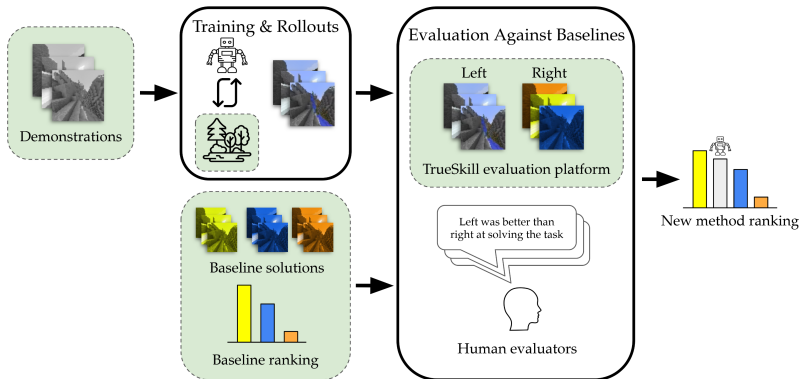 Training & Rollouts
Demonstrations
Baseline solutions
Baseline ranking
Evaluation Against Baselines
Left
Right
TrueSkill evaluation platform
Left was better than
right at solving the task
Human evaluators
New method ranking